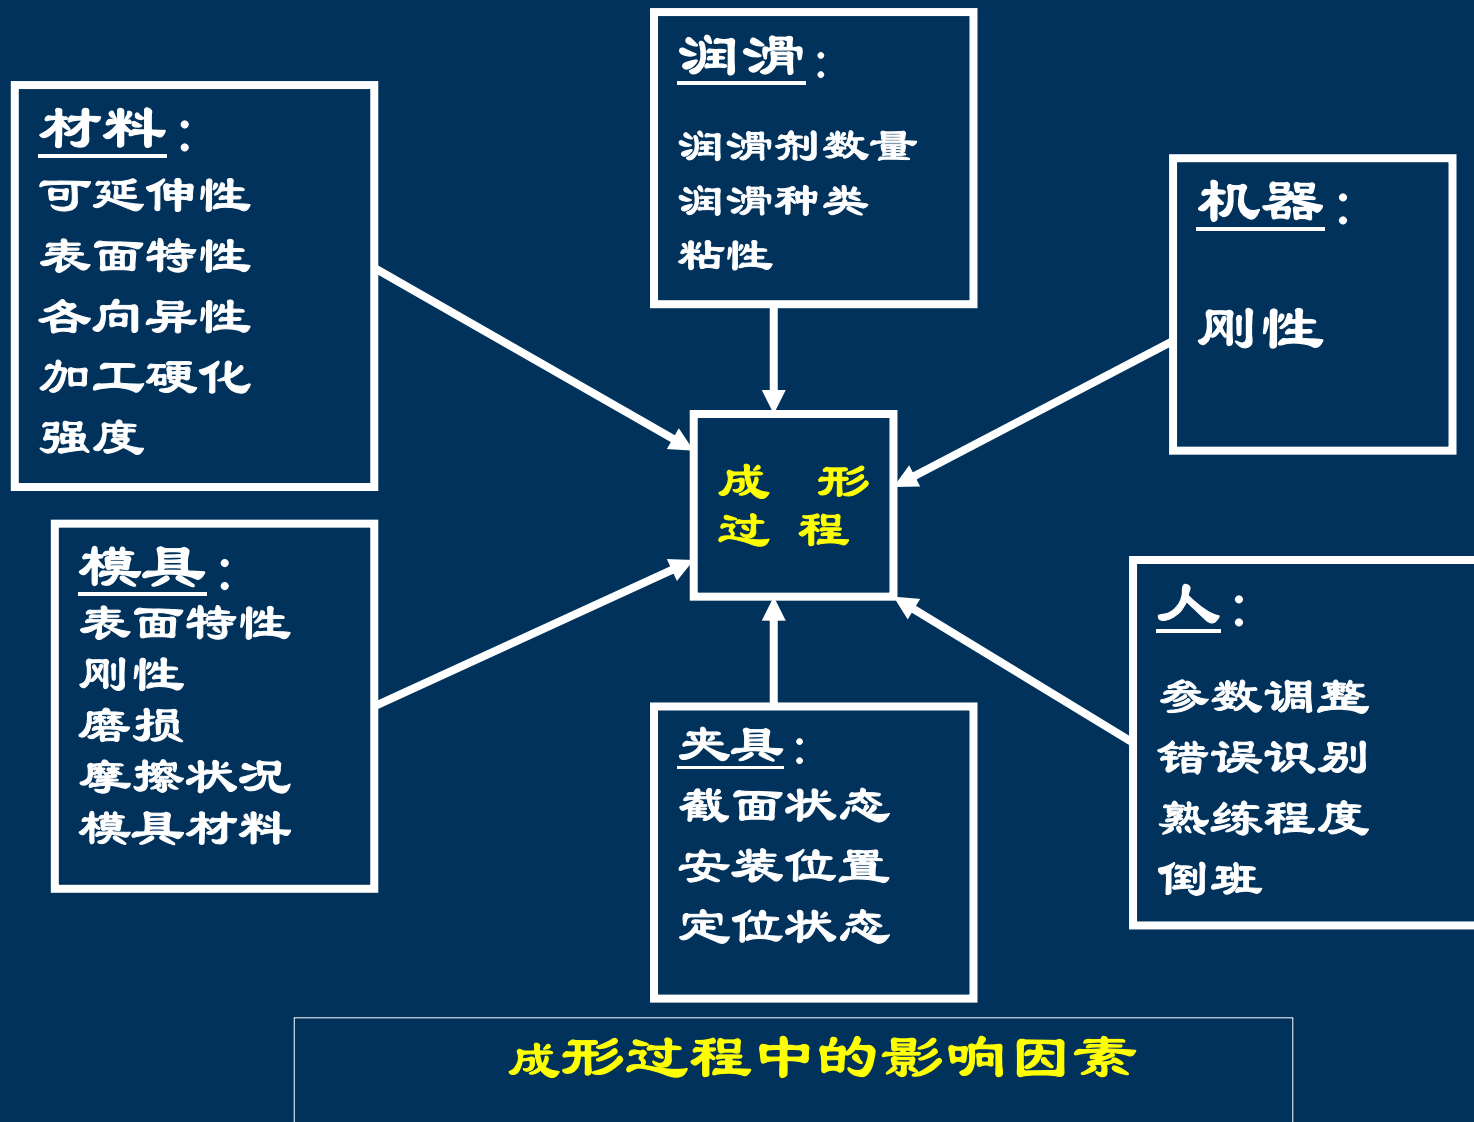 润滑：
润滑剂数量
润滑种类
粘性
材料：
可延伸性
表面特性
各向异性
加工硬化
强度
机器：
刚性
成 形
过 程
模具：
表面特性
刚性
磨损
摩擦状况
模具材料
夹具：
截面状态
安装位置
定位状态
人：
参数调整
错误识别
熟练程度
倒班
成形过程中的影响因素